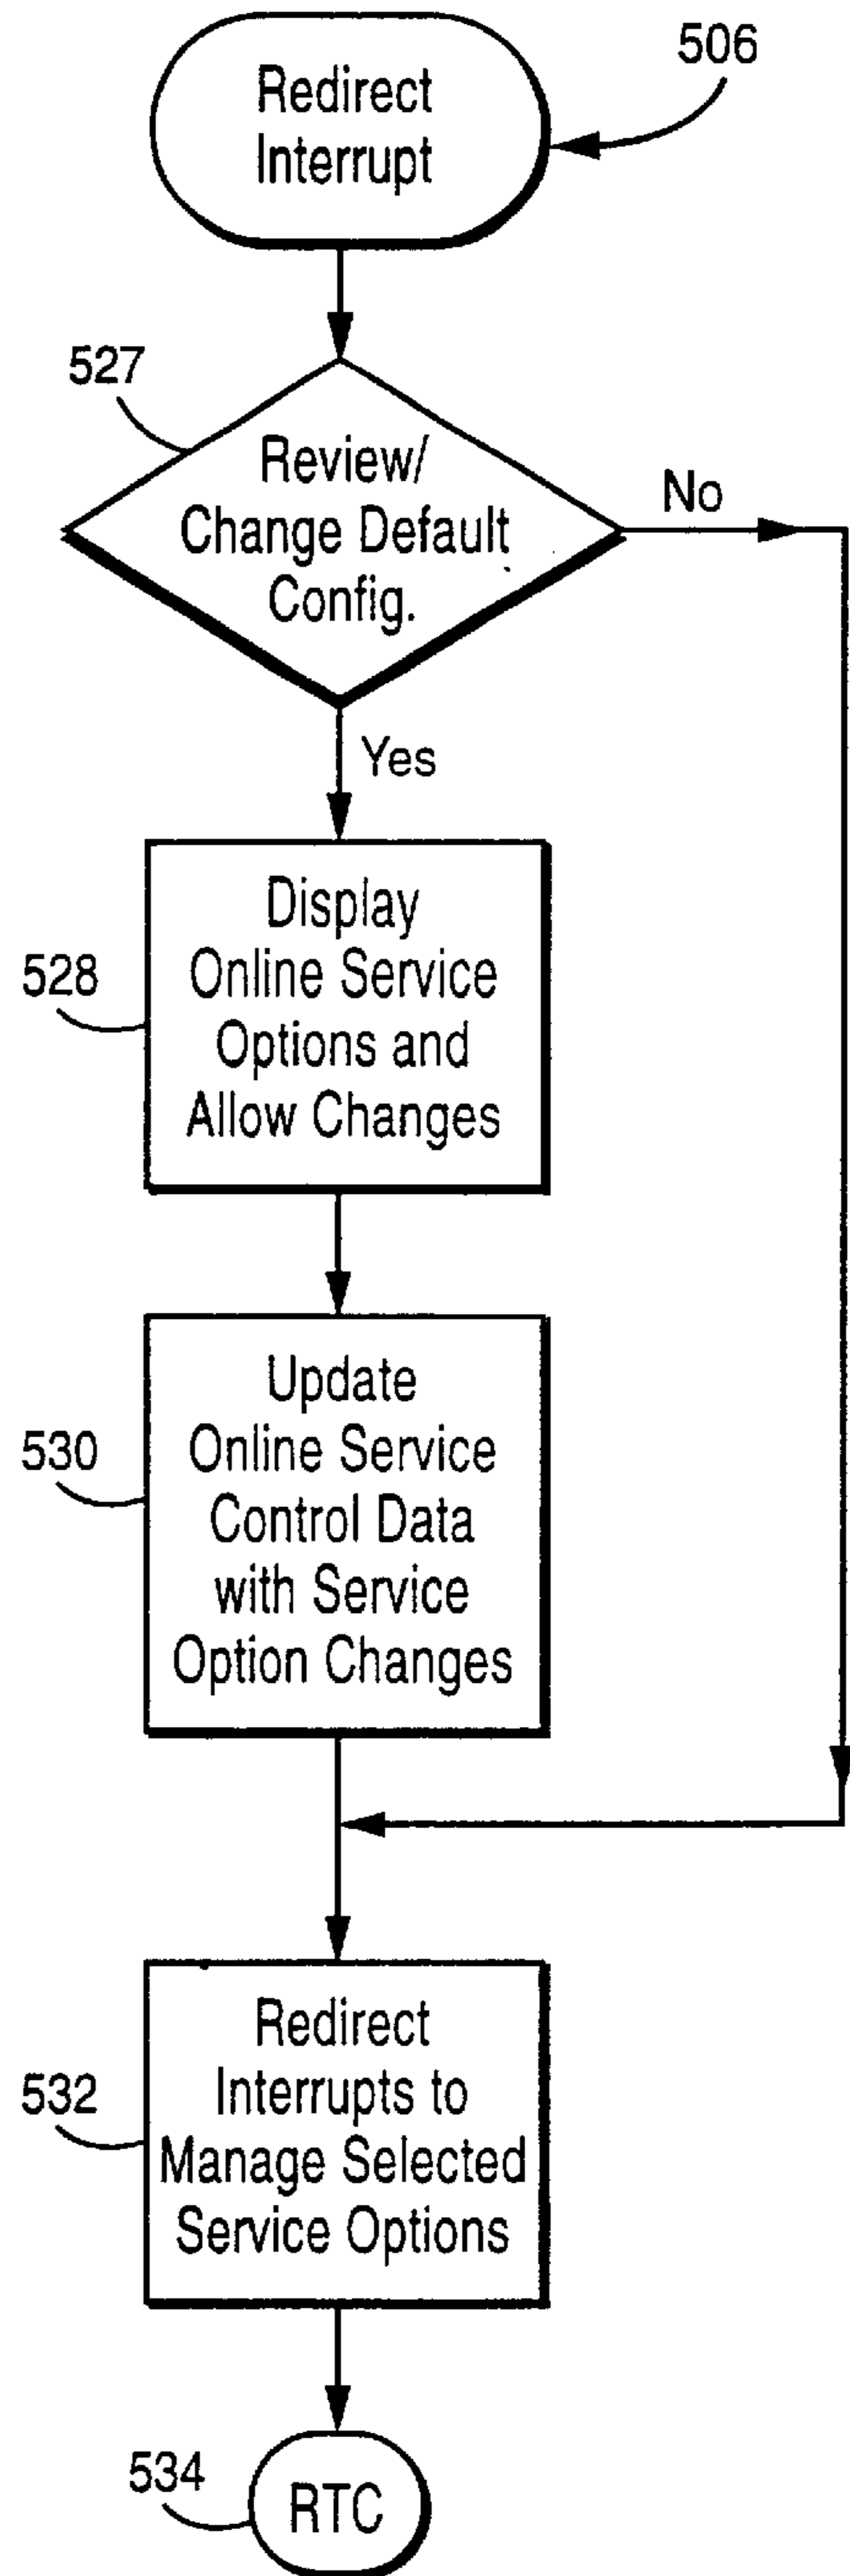 Redirect
Interrupt
506
527
Review/
Change Default
Config.
No
Yes
528
Display
Online Service
Options and
Allow Changes
530
Update
Online Service
Control Data
with Service
Option Changes
532
Redirect
Interrupts to
Manage Selected
Service Options
534
RTC